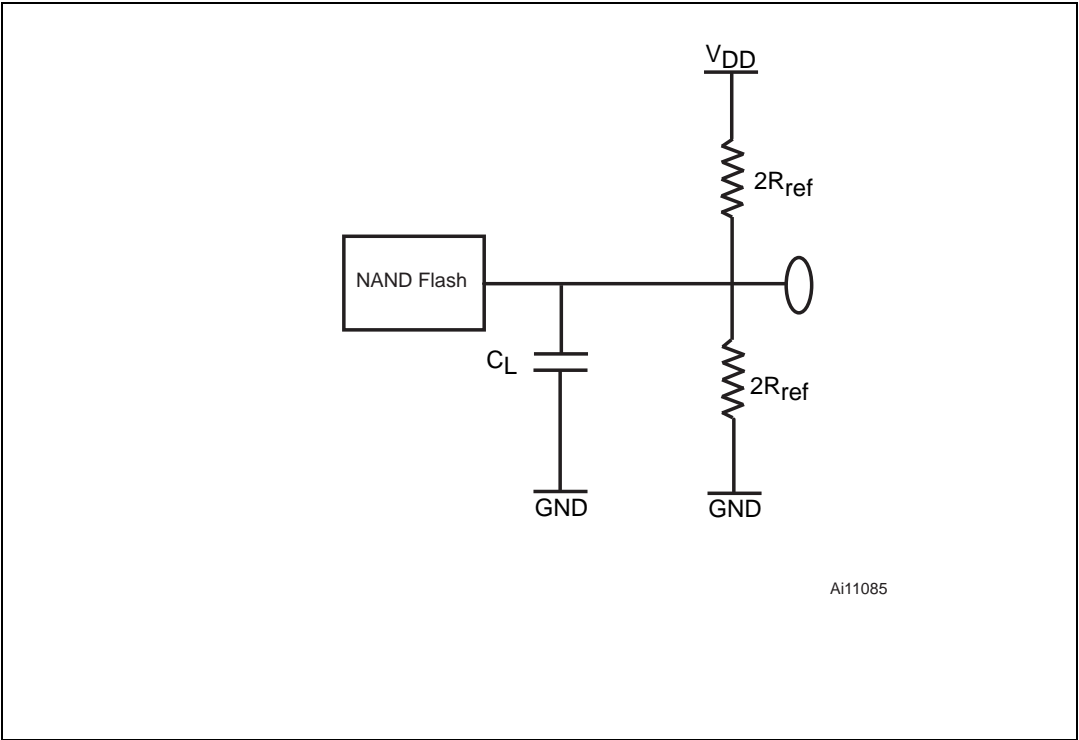 VDD
2Rref
NAND Flash
CL
2Rref
GND
GND
Ai11085